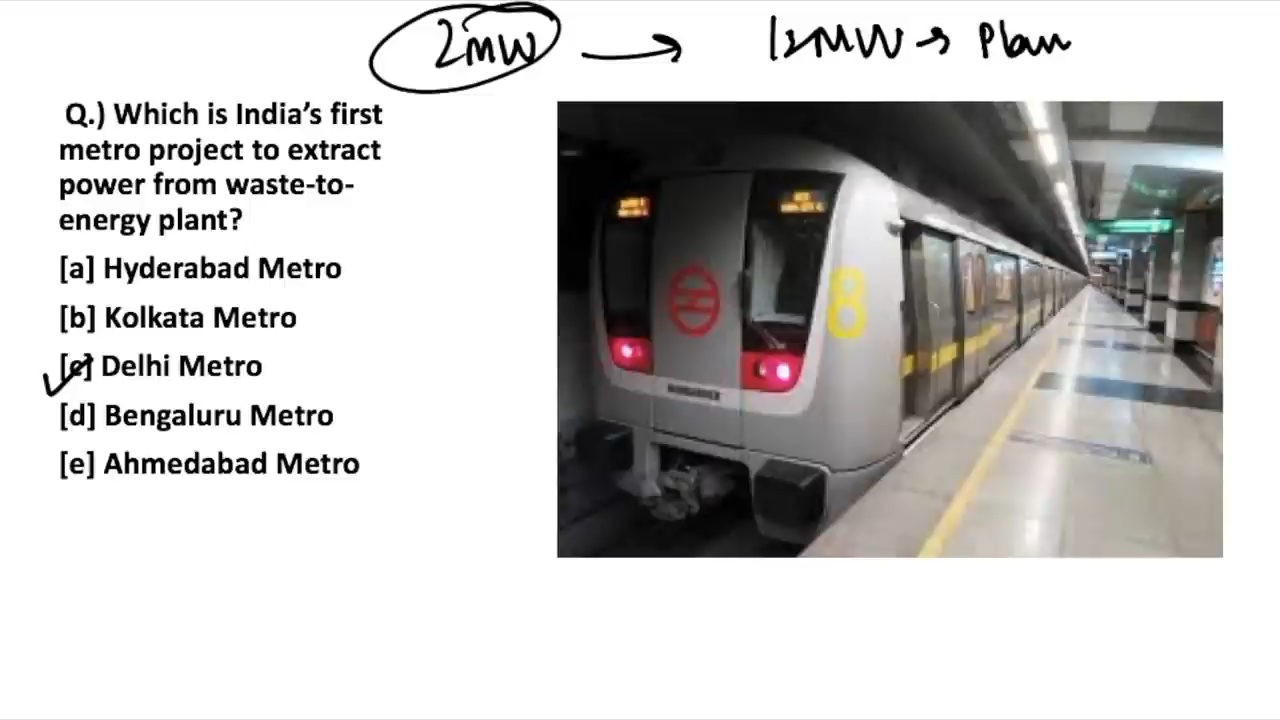 2MW → 12MW → Plan
Q.) Which is India's first
metro project to extract
power from waste-to-
energy plant?
[a] Hyderabad Metro
[b] Kolkata Metro
[c] Delhi Metro
[d] Bengaluru Metro
[e] Ahmedabad Metro
8